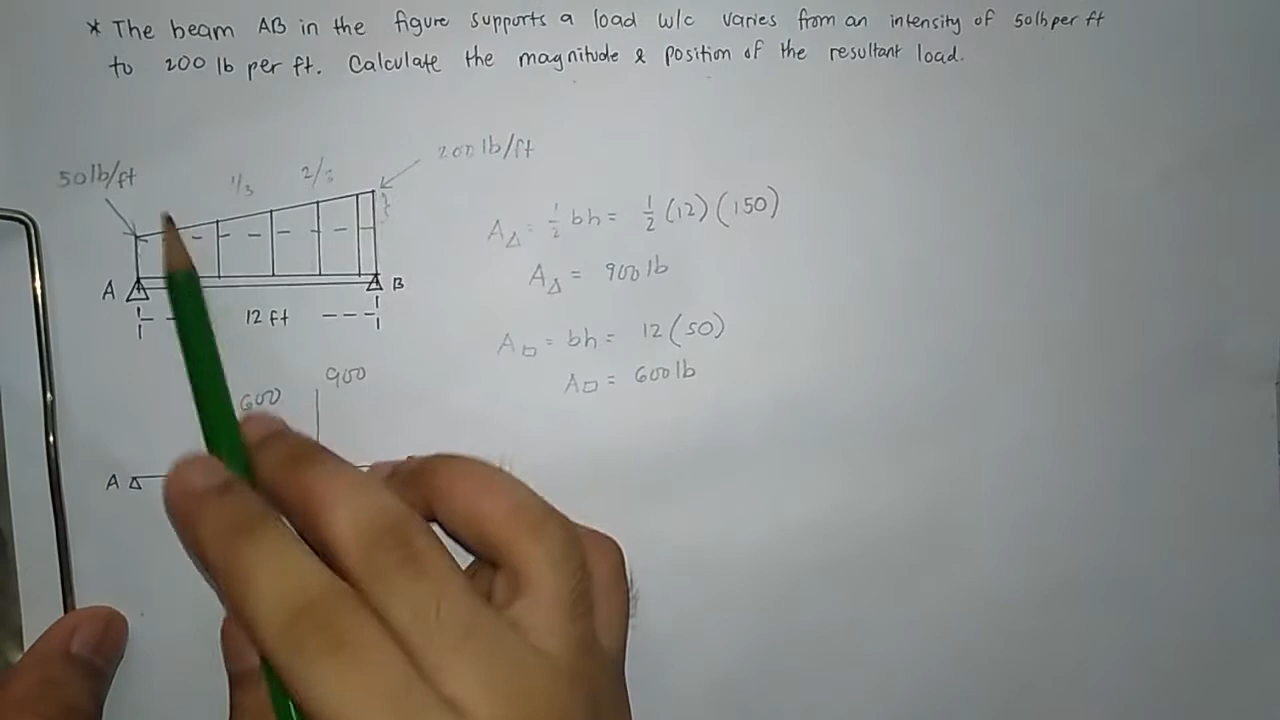 * The beam AB in the figure supports a load w/c varies from an intensity of 50lb per ft
to 200 lb per ft. Calculate the magnitude & position of the resultant load.
200 lb/ft
50 lb/ft
1/3
2/3
A
B
12 ft
A△ = 1/2 bh = 1/2 (12)(150)
A△ = 900 lb
A▭ = bh = 12 (50)
A▭ = 600 lb
600
900
A